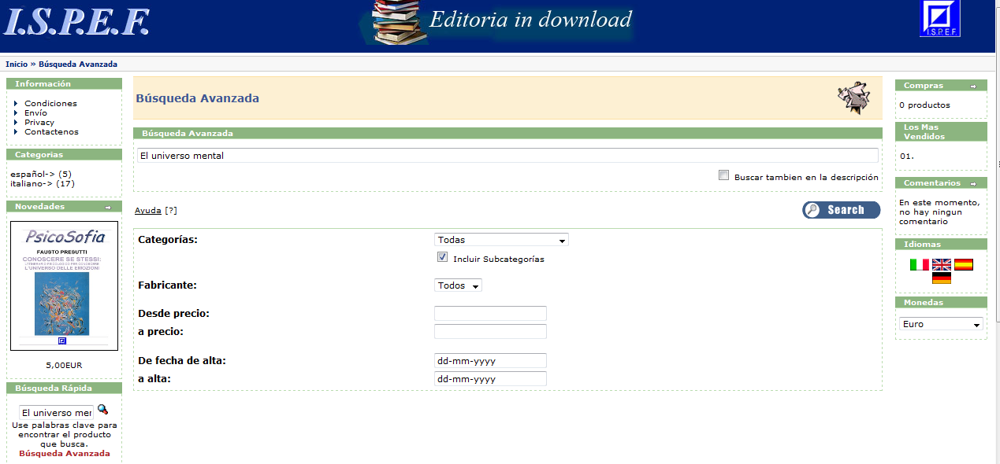 I.S.P.E.F.
Editoria in download
I.S.P.E.F.
Inicio » Búsqueda Avanzada
Información
Condiciones
Envío
Privacy
Contactenos
Categorias
español-> (5)
italiano-> (17)
Novedades
PsicoSofia
FAUSTO PRESUTTI
CONOSCERE SE STESSI:
L'UNIVERSO DELLE EMOZIONI
5,00EUR
Búsqueda Rápida
El universo mer
Use palabras clave para
encontrar el producto
que busca.
Búsqueda Avanzada
Búsqueda Avanzada
Búsqueda Avanzada
El universo mental
Buscar tambien en la descripción
Ayuda [?]
Search
Categorías:
Todas
Incluir Subcategorías
Fabricante:
Todos
Desde precio:
a precio:
De fecha de alta:
dd-mm-yyyy
a alta:
dd-mm-yyyy
Compras
0 productos
Los Mas
Vendidos
01.
Comentarios
En este momento,
no hay ningun
comentario
Idiomas
Monedas
Euro